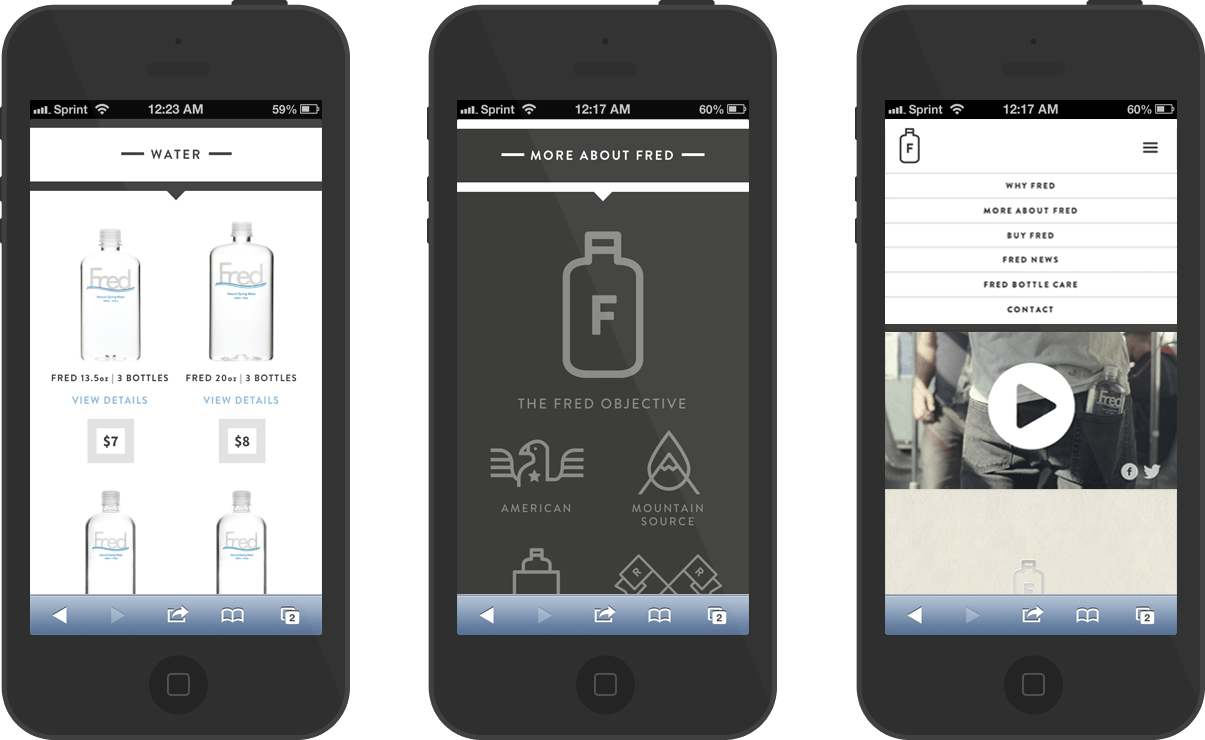 Sprint 12:23 AM 59%
WATER
Fred Fred
FRED 13.5oz | 3 BOTTLES FRED 20oz | 3 BOTTLES
VIEW DETAILS VIEW DETAILS
$7 $8
Fred Fred
2
Sprint 12:17 AM 60%
MORE ABOUT FRED
F
THE FRED OBJECTIVE
AMERICAN MOUNTAIN
SOURCE
R R
2
Sprint 12:17 AM 60%
F
WHY FRED
MORE ABOUT FRED
BUY FRED
FRED NEWS
FRED BOTTLE CARE
CONTACT
Fred
f
F
2